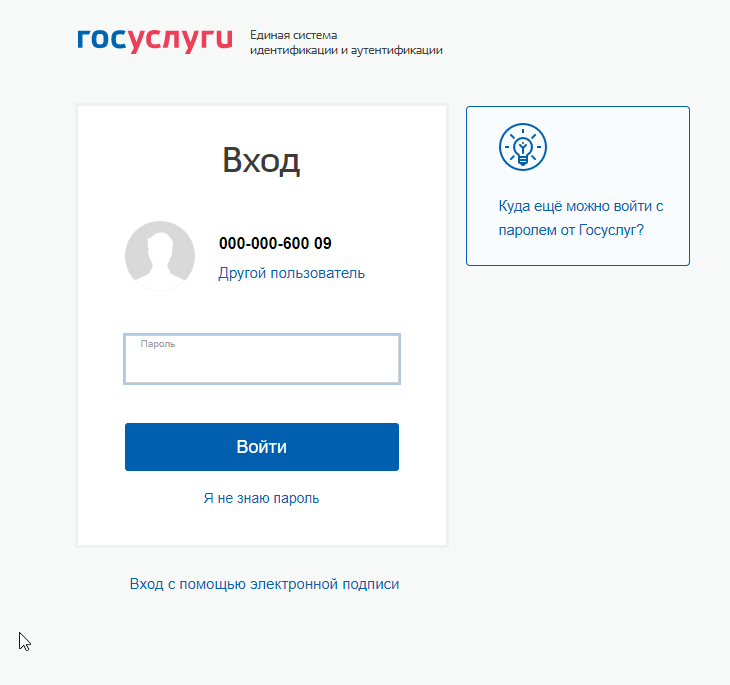 госуслуги
Единая система
идентификации и аутентификации
Вход
000-000-600 09
Другой пользователь
Пароль
Войти
Я не знаю пароль
Вход с помощью электронной подписи
Куда ещё можно войти с
паролем от Госуслуг?